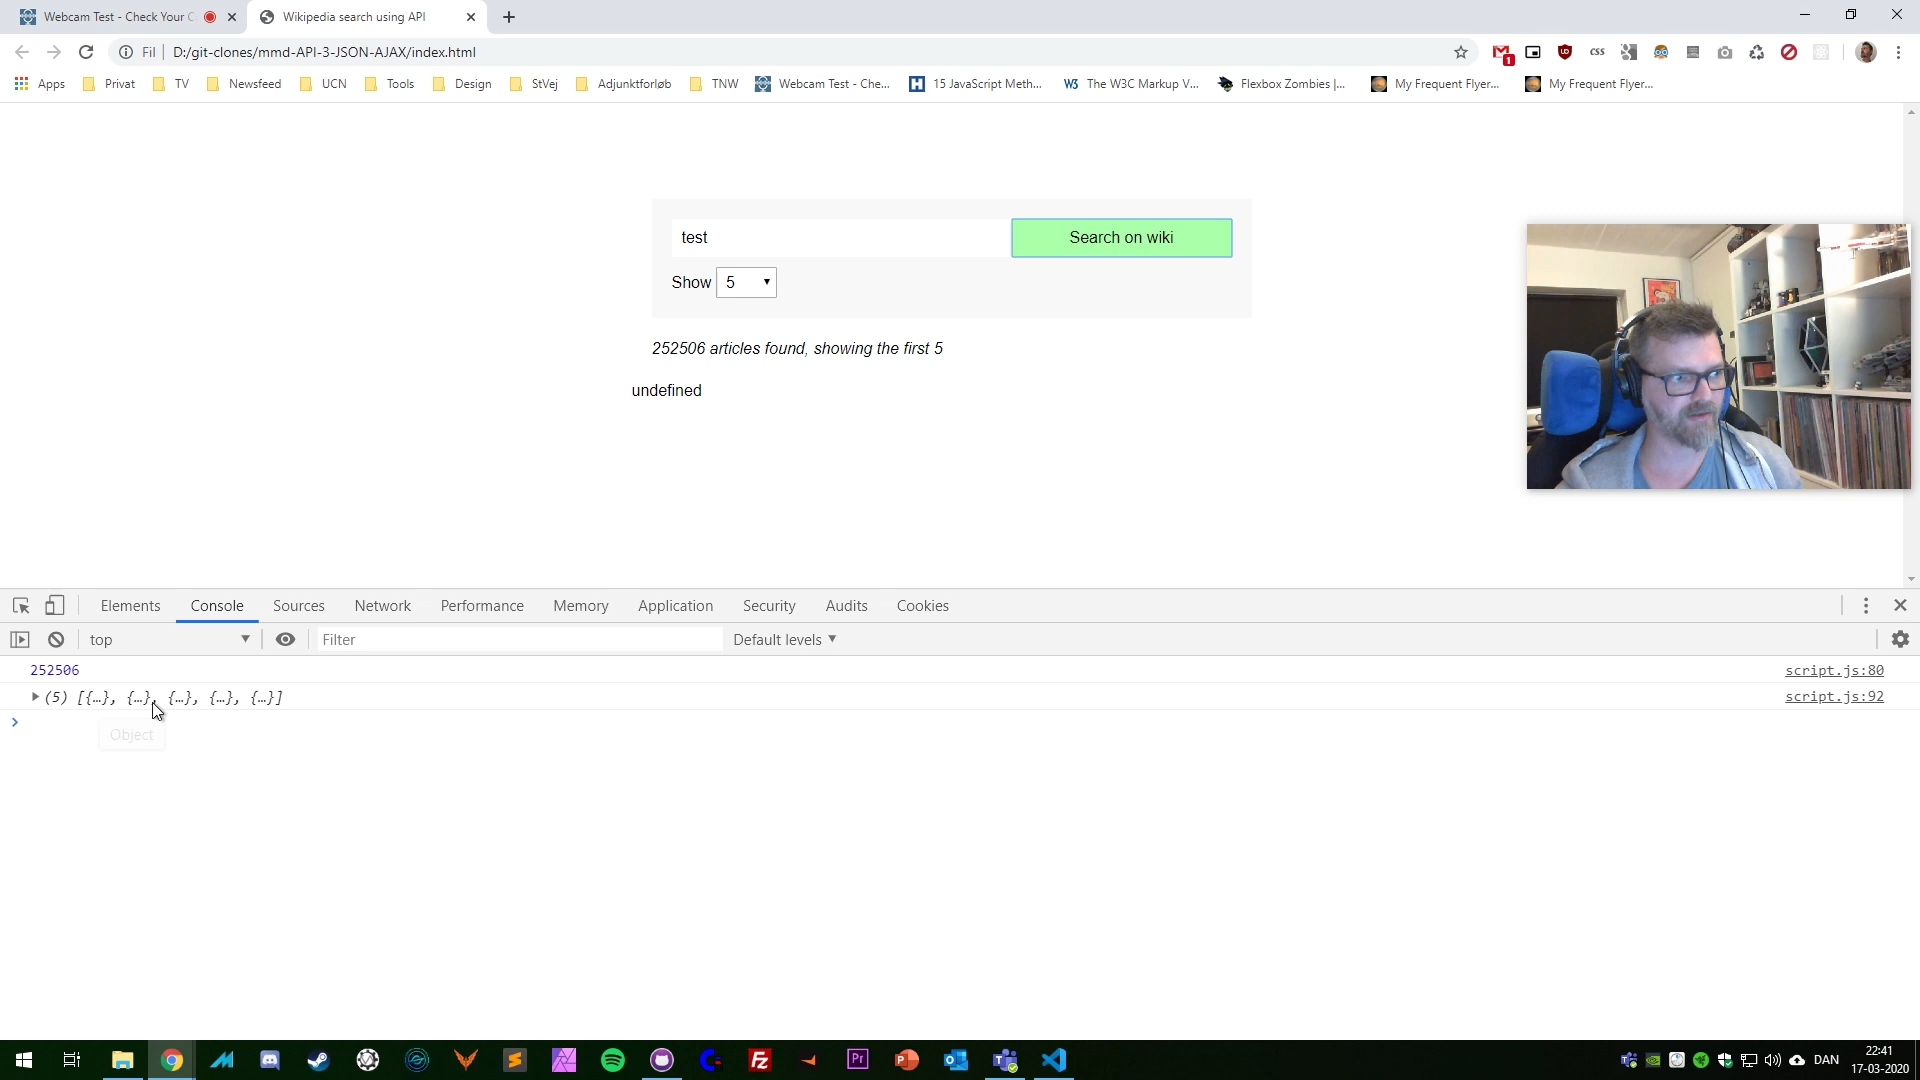 Webcam Test - Check Your C
Wikipedia search using API
Fil
D:/git-clones/mmd-API-3-JSON-AJAX/index.html
1
Apps
Privat
TV
Newsfeed
UCN
Tools
Design
StVej
Adjunktforløb
TNW
Webcam Test - Che...
15 JavaScript Meth...
The W3C Markup V...
Flexbox Zombies |...
My Frequent Flyer...
My Frequent Flyer...
test
Search on wiki
Show 5
252506 articles found, showing the first 5
undefined
Elements
Console
Sources
Network
Performance
Memory
Application
Security
Audits
Cookies
top
Filter
Default levels
252506
script.js:80
(5) [{…}, {…}, {…}, {…}, {…}]
script.js:92
Object
DAN
22:41
17-03-2020